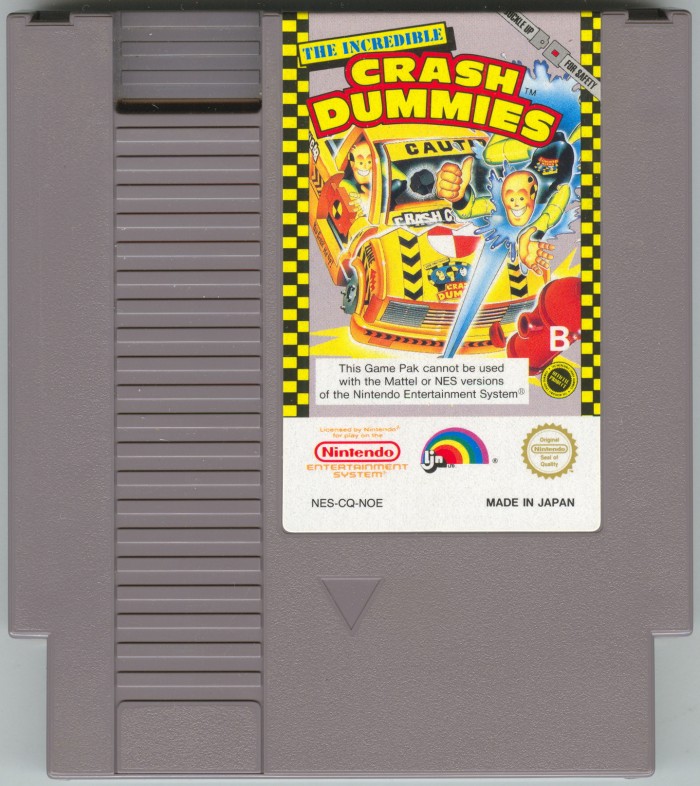 BUCKLE UP
FOR SAFETY
THE INCREDIBLE
CRASH
DUMMIES
TM
CAUTI
CRASH C
CRASH
DUM
B
This Game Pak cannot be used
with the Mattel or NES versions
of the Nintendo Entertainment System®
Licensed by Nintendo®
for play on the
Nintendo
ENTERTAINMENT
SYSTEM®
ljn
LTD
®
Original
Nintendo
Seal of
Quality
NES-CQ-NOE
MADE IN JAPAN